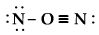 :N̈ – O ≡ N: